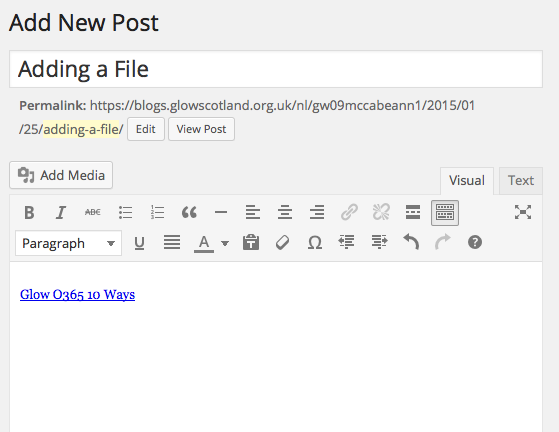 Add New Post
Adding a File
Permalink: https://blogs.glowscotland.org.uk/nl/gw09mccabeann1/2015/01
/25/adding-a-file/ Edit View Post
Add Media Visual Text
B I ABC
Paragraph U A T Ω ?
Glow O365 10 Ways